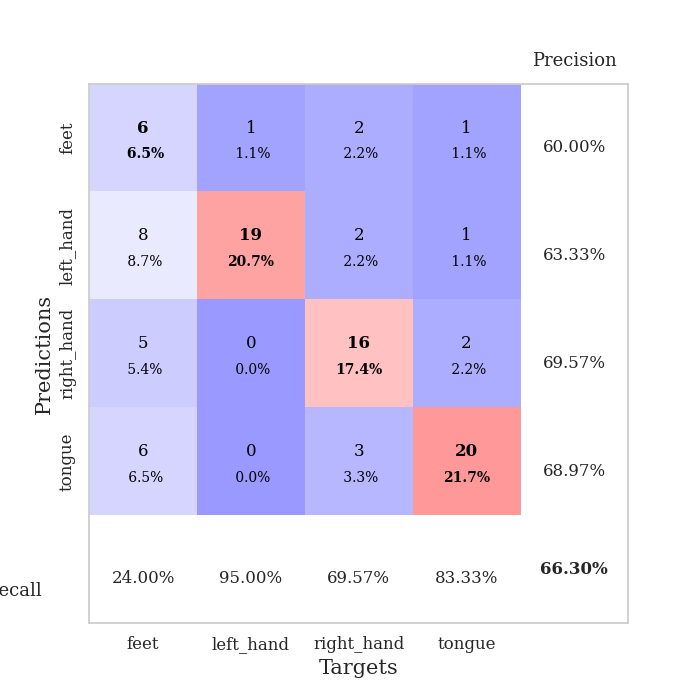 Precision
feet
6 1 2 1 60.00%
6.5% 1.1% 2.2% 1.1%
left_hand
8 19 2 1 63.33%
8.7% 20.7% 2.2% 1.1%
Predictions
right_hand
5 0 16 2 69.57%
5.4% 0.0% 17.4% 2.2%
tongue
6 0 3 20 68.97%
6.5% 0.0% 3.3% 21.7%
ecall
24.00% 95.00% 69.57% 83.33% 66.30%
feet left_hand right_hand tongue
Targets